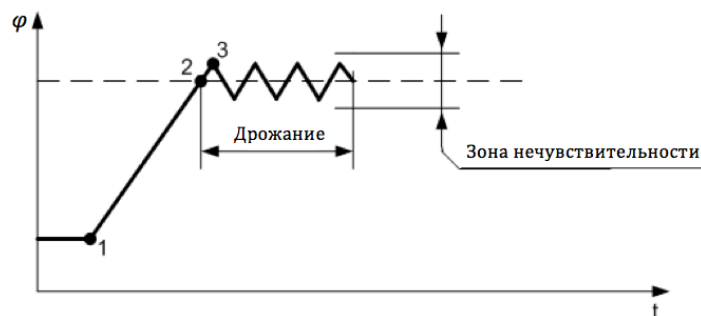 φ
3
2
Дрожание
Зона нечувствительности
1
t